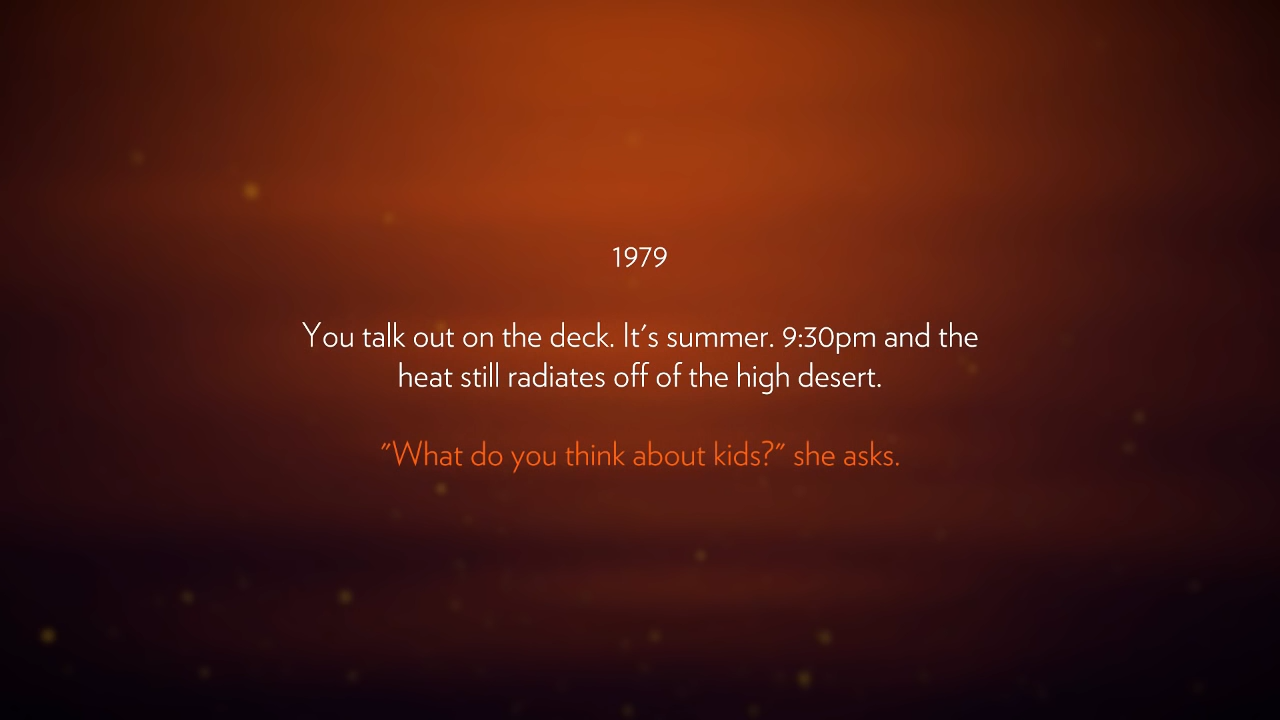 1979
You talk out on the deck. It's summer. 9:30pm and the
heat still radiates off of the high desert.
"What do you think about kids?" she asks.